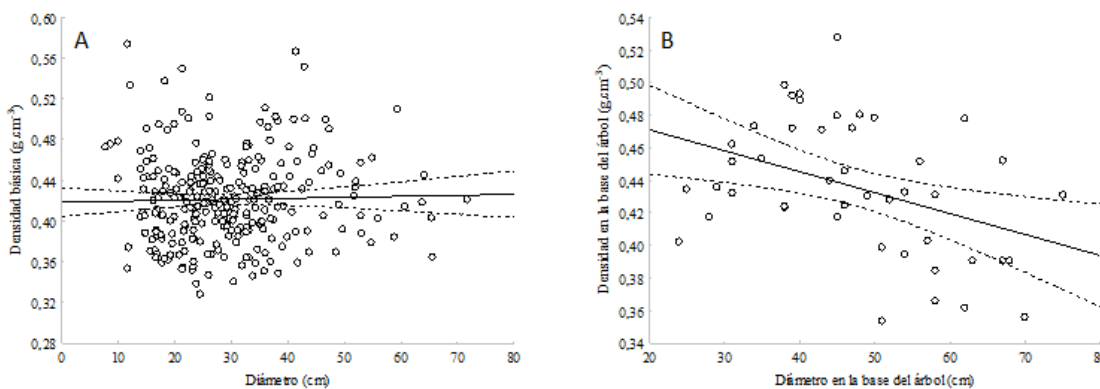 A
Densidad básica (g.cm-3)
0,60
0,56
0,52
0,48
0,44
0,40
0,36
0,32
0,28
0 10 20 30 40 50 60 70 80
Diámetro (cm)
B
Densidad en la base del árbol (g.cm-3)
0,54
0,52
0,50
0,48
0,46
0,44
0,42
0,40
0,38
0,36
0,34
20 30 40 50 60 70 80
Diámetro en la base del árbol (cm)